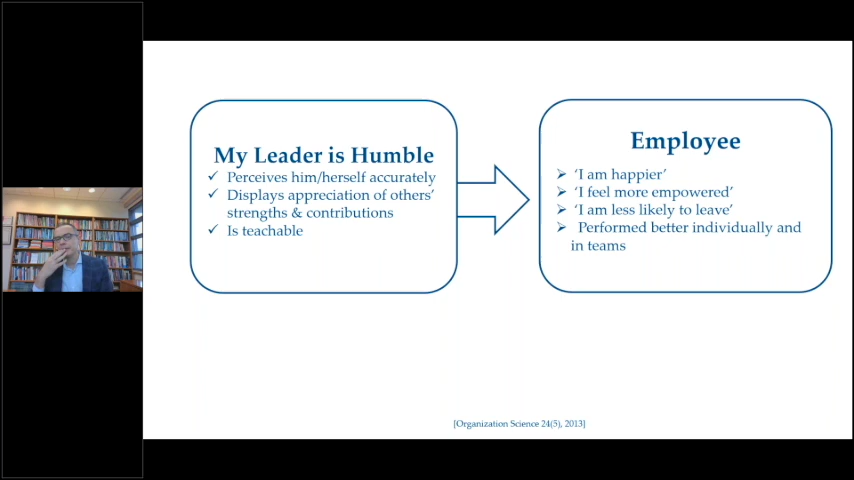 My Leader is Humble
✓ Perceives him/herself accurately
✓ Displays appreciation of others'
strengths & contributions
✓ Is teachable
Employee
➢ 'I am happier'
➢ 'I feel more empowered'
➢ 'I am less likely to leave'
➢ Performed better individually and
in teams
[Organization Science 24(5), 2013]